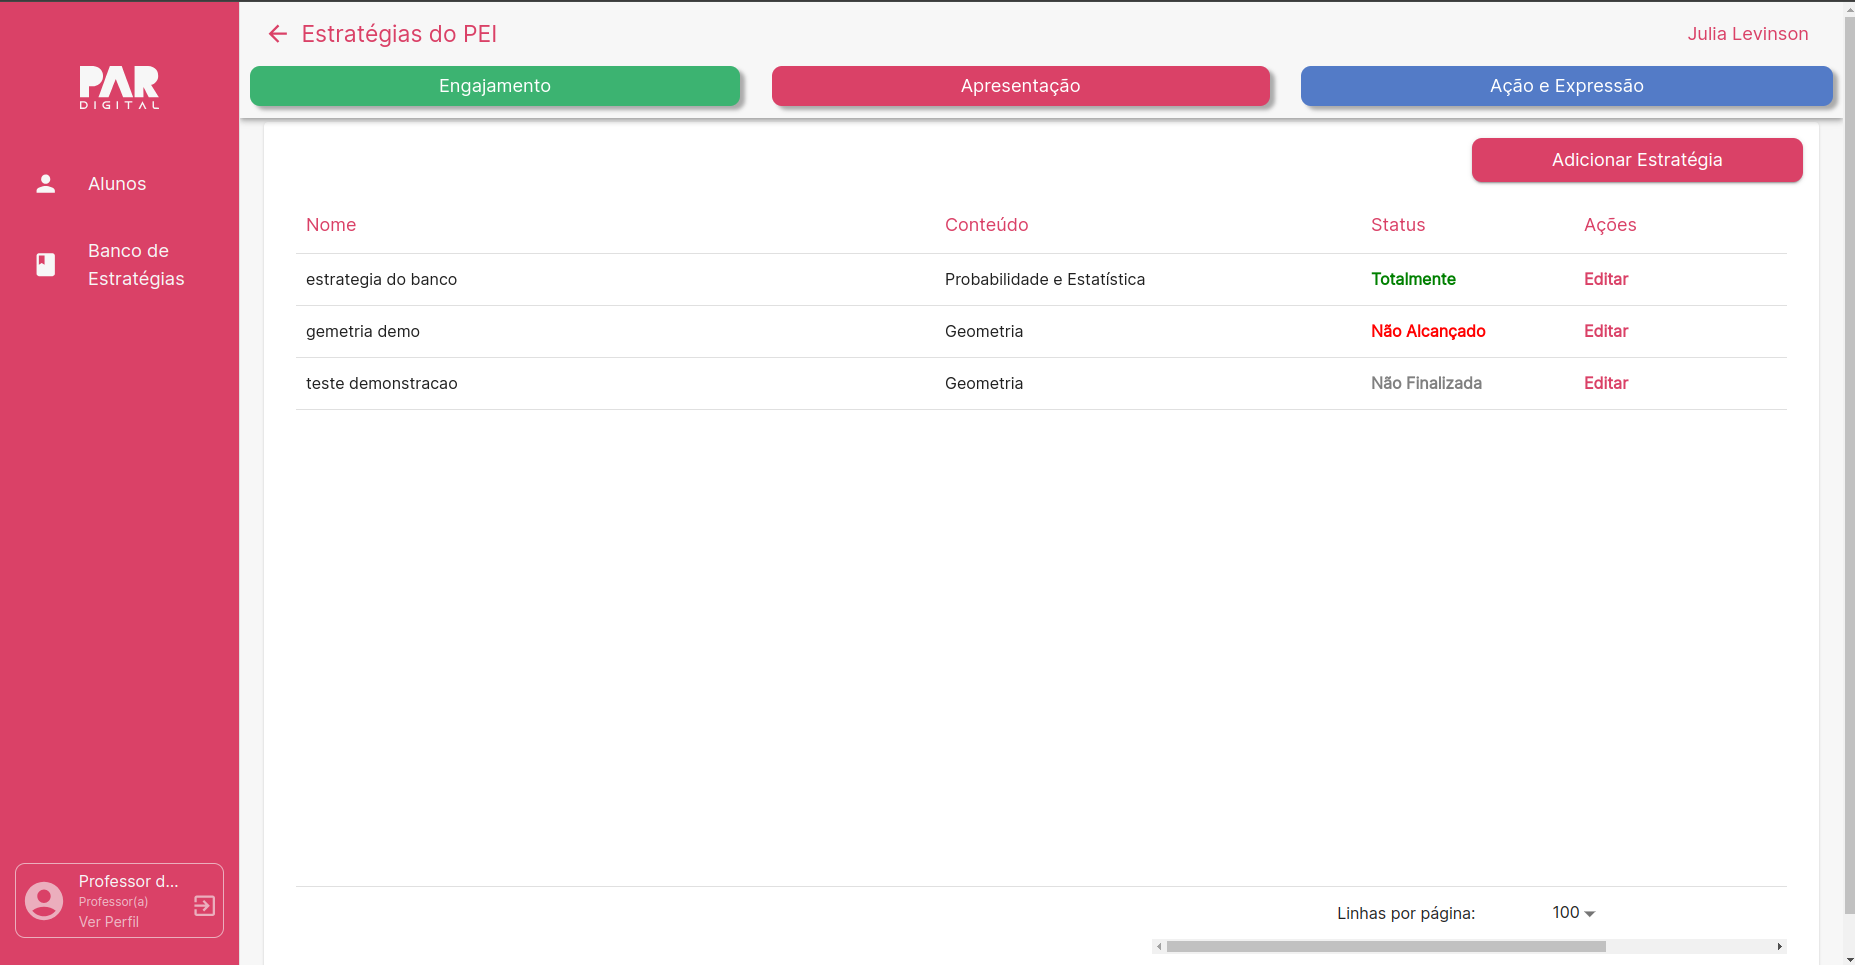 PAR
DIGITAL
Alunos
Banco de
Estratégias
Professor d...
Professor(a)
Ver Perfil
Estratégias do PEI
Julia Levinson
Engajamento
Apresentação
Ação e Expressão
Adicionar Estratégia
Nome Conteúdo Status Ações
estrategia do banco Probabilidade e Estatística Totalmente Editar
gemetria demo Geometria Não Alcançado Editar
teste demonstracao Geometria Não Finalizada Editar
Linhas por página: 100